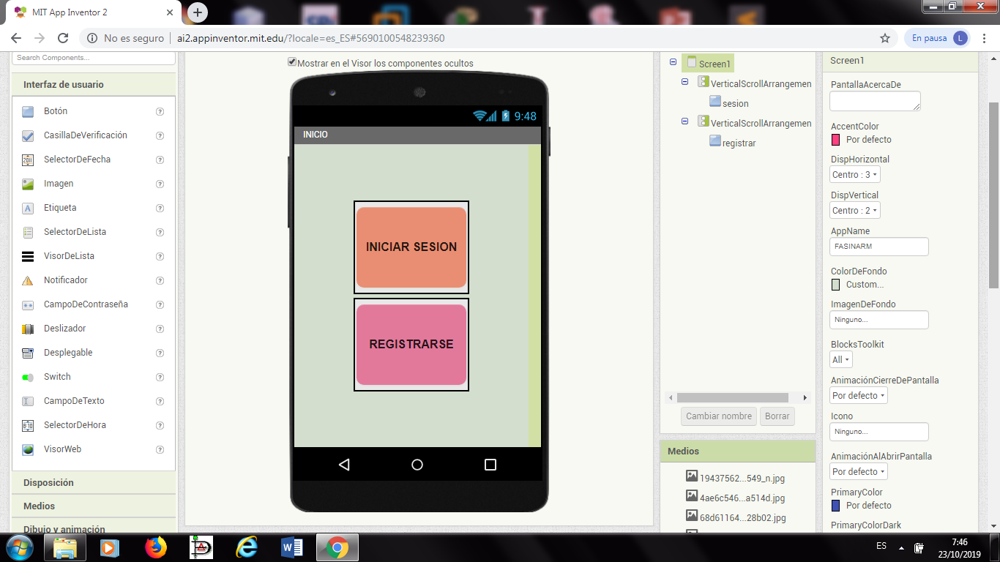 MIT App Inventor 2
No es seguro
ai2.appinventor.mit.edu/?locale=es_ES#5690100548239360
En pausa
L
Search Components...
Interfaz de usuario
Botón
?
CasillaDeVerificación
?
SelectorDeFecha
?
Imagen
?
Etiqueta
?
SelectorDeLista
?
VisorDeLista
?
Notificador
?
CampoDeContraseña
?
Deslizador
?
Desplegable
?
Switch
?
CampoDeTexto
?
SelectorDeHora
?
VisorWeb
?
Disposición
Medios
Dibujo y animación
Mostrar en el Visor los componentes ocultos
9:48
INICIO
INICIAR SESION
REGISTRARSE
Screen1
VerticalScrollArrangemen
sesion
VerticalScrollArrangemen
registrar
Cambiar nombre
Borrar
Medios
19437562...549_n.jpg
4ae6c546...a514d.jpg
68d61164...28b02.jpg
Screen1
PantallaAcercaDe
AccentColor
Por defecto
DispHorizontal
Centro : 3
DispVertical
Centro : 2
AppName
FASINARM
ColorDeFondo
Custom...
ImagenDeFondo
Ninguno...
BlocksToolkit
All
AnimaciónCierreDePantalla
Por defecto
Icono
Ninguno...
AnimaciónAlAbrirPantalla
Por defecto
PrimaryColor
Por defecto
PrimaryColorDark
ES
7:46
23/10/2019